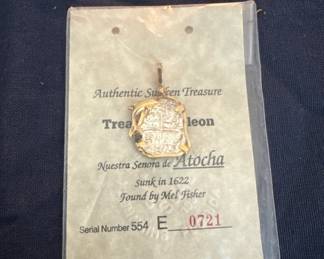 Authentic Sunken Treasure
Nuestra Senora de Atocha
Sunk in 1622
Found by Mel Fisher
Serial Number 554 E 0721